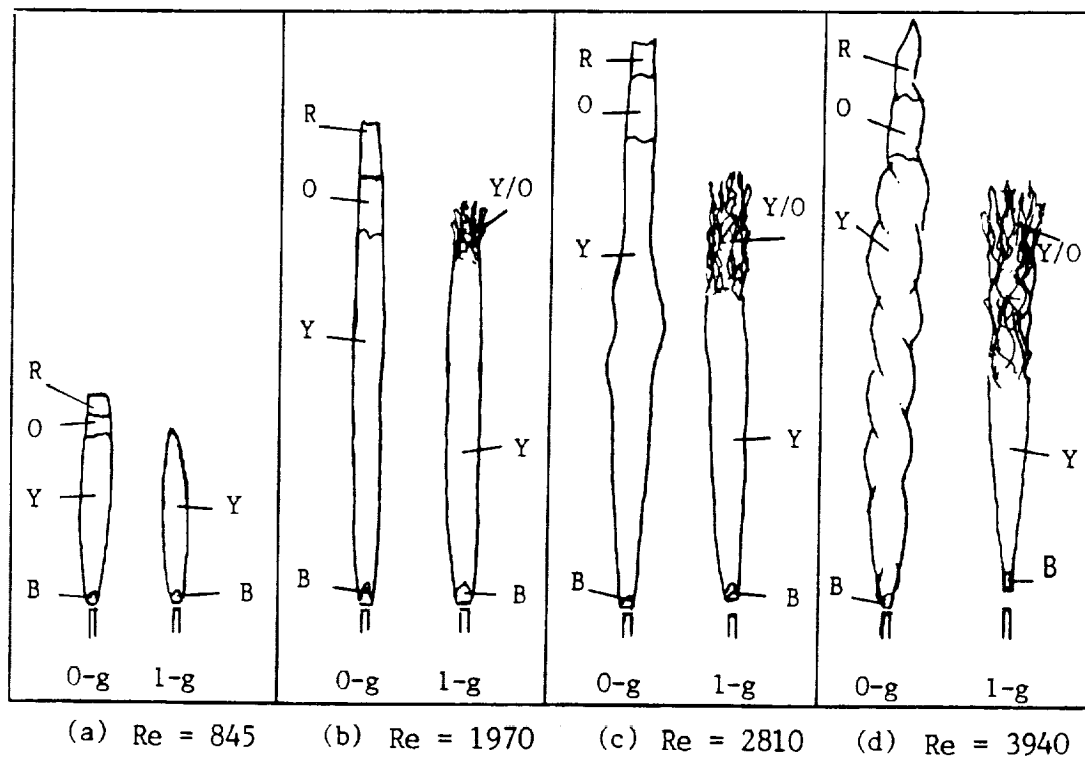 R
O
Y
B
Y
B
0-g 1-g
(a) Re = 845
R
O
Y
B
Y/O
Y
B
0-g 1-g
(b) Re = 1970
R
O
Y
B
Y/O
Y
B
0-g 1-g
(c) Re = 2810
R
O
Y
B
Y/O
Y
B
0-g 1-g
(d) Re = 3940